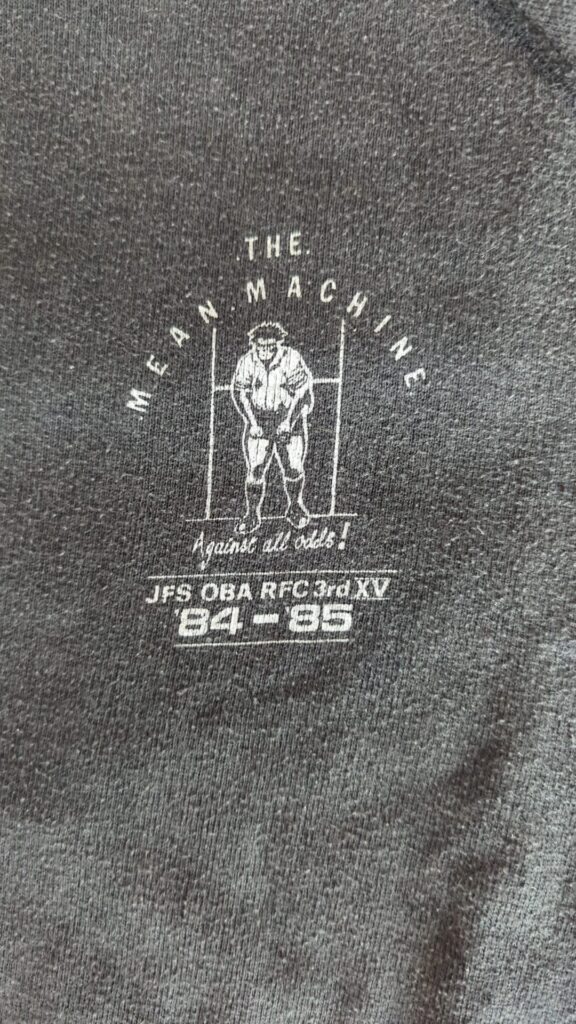 THE
MEAN MACHINE
Against all odds!
JFS OBA RFC 3rd XV
'84-'85